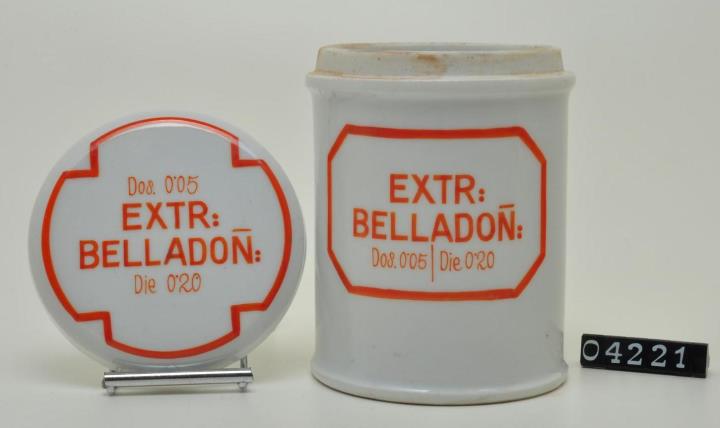 Dos. 0'05
EXTR:
BELLADOÑ:
Die 0'20
EXTR:
BELLADOÑ:
Dos. 0'05 | Die 0'20
04221